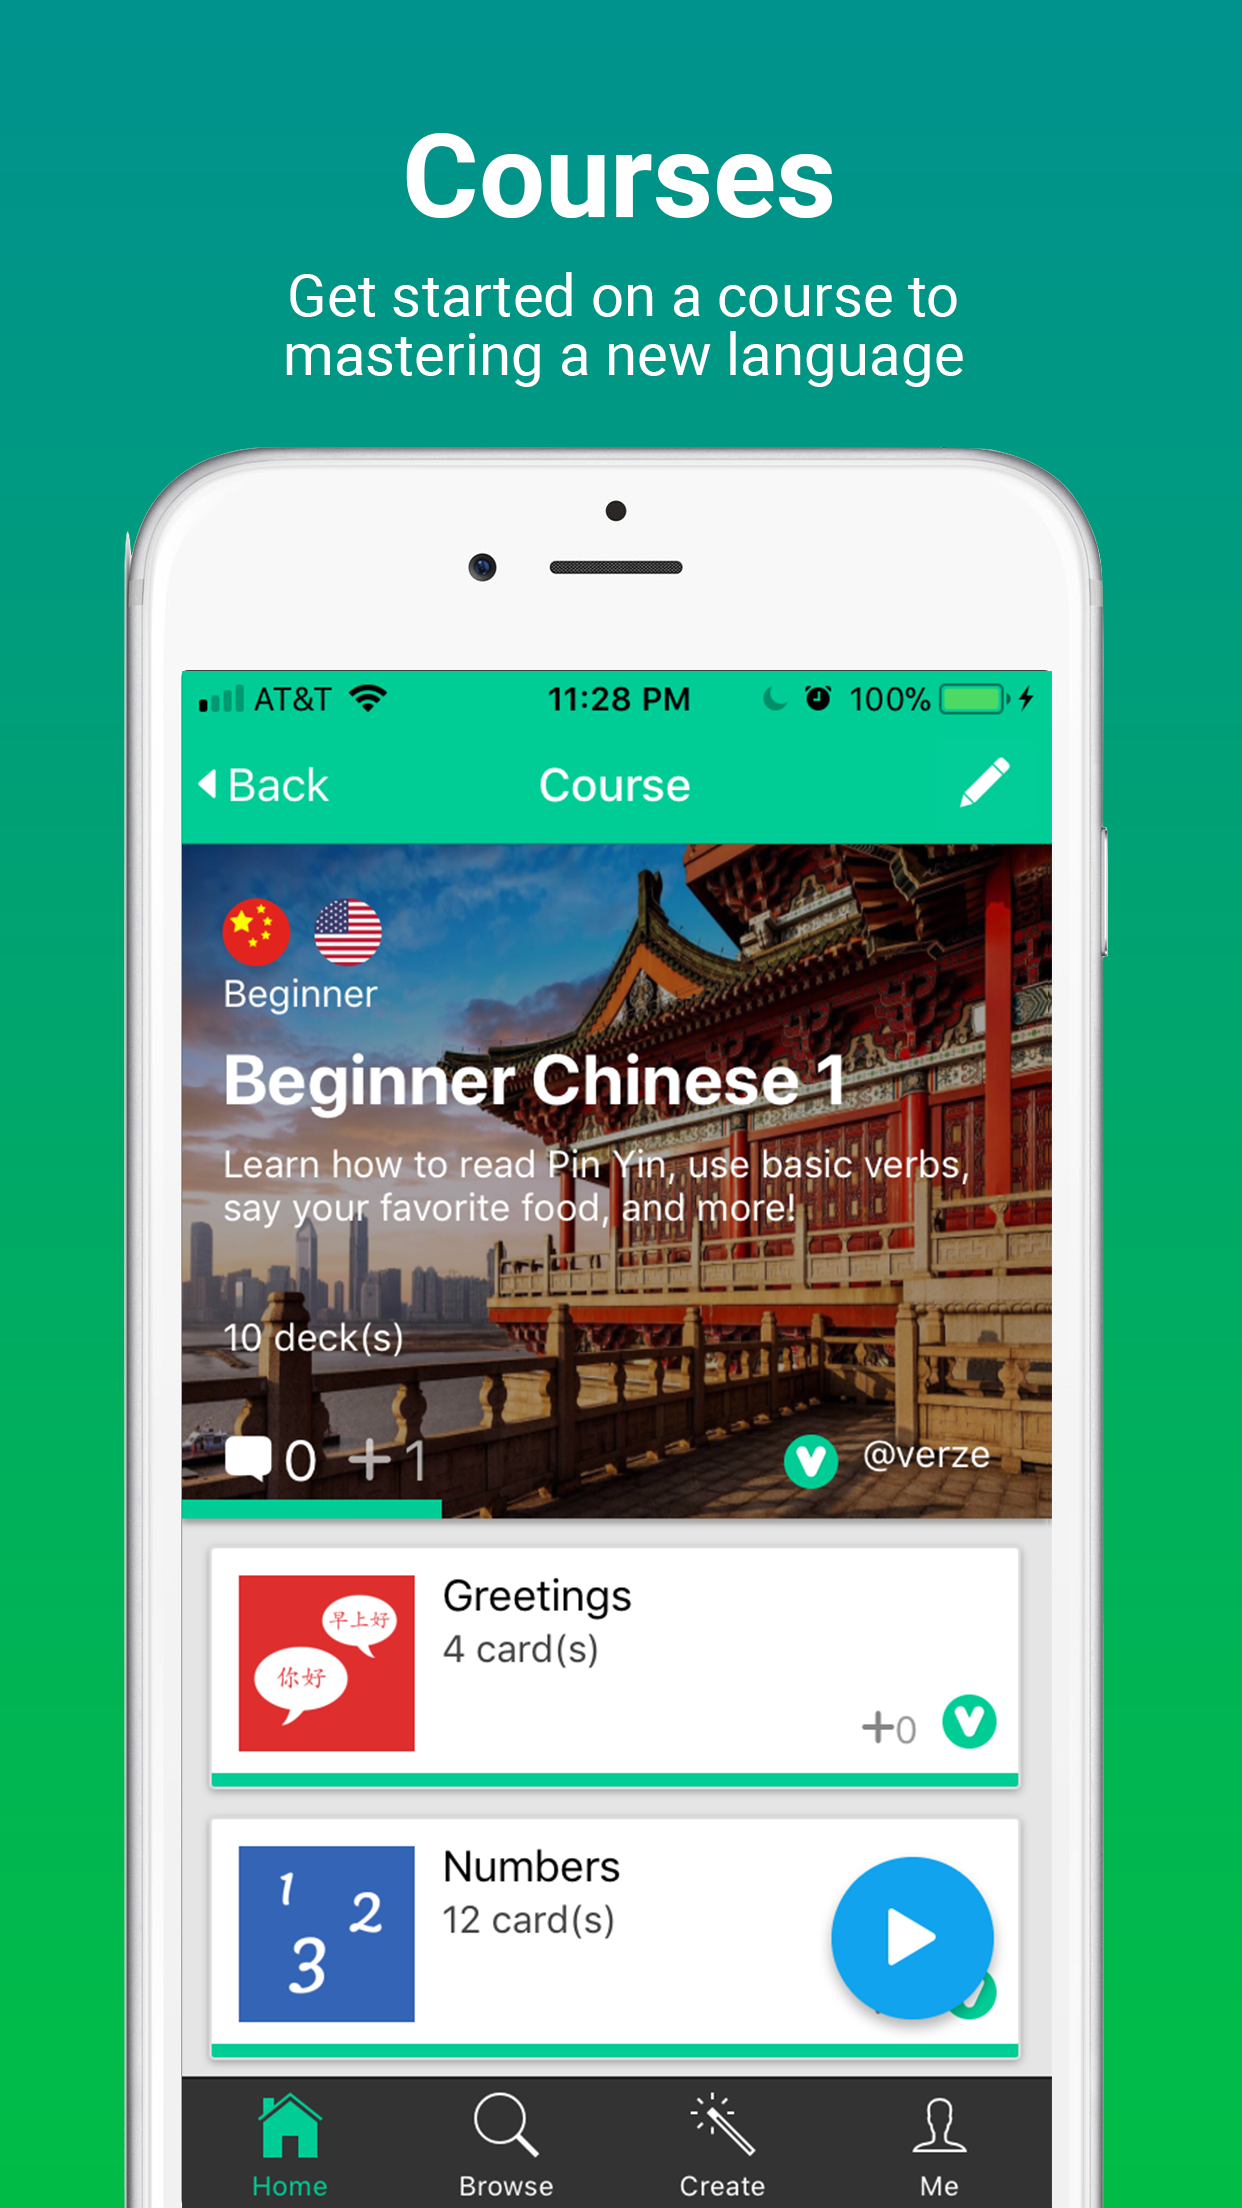 Courses
Get started on a course to
mastering a new language
AT&T 11:28 PM 100%
Back Course
Beginner
Beginner Chinese 1
Learn how to read Pin Yin, use basic verbs,
say your favorite food, and more!
10 deck(s)
0 +1 @verze
Greetings
4 card(s)
早上好
你好
+0
Numbers
12 card(s)
1 2
3
Home Browse Create Me